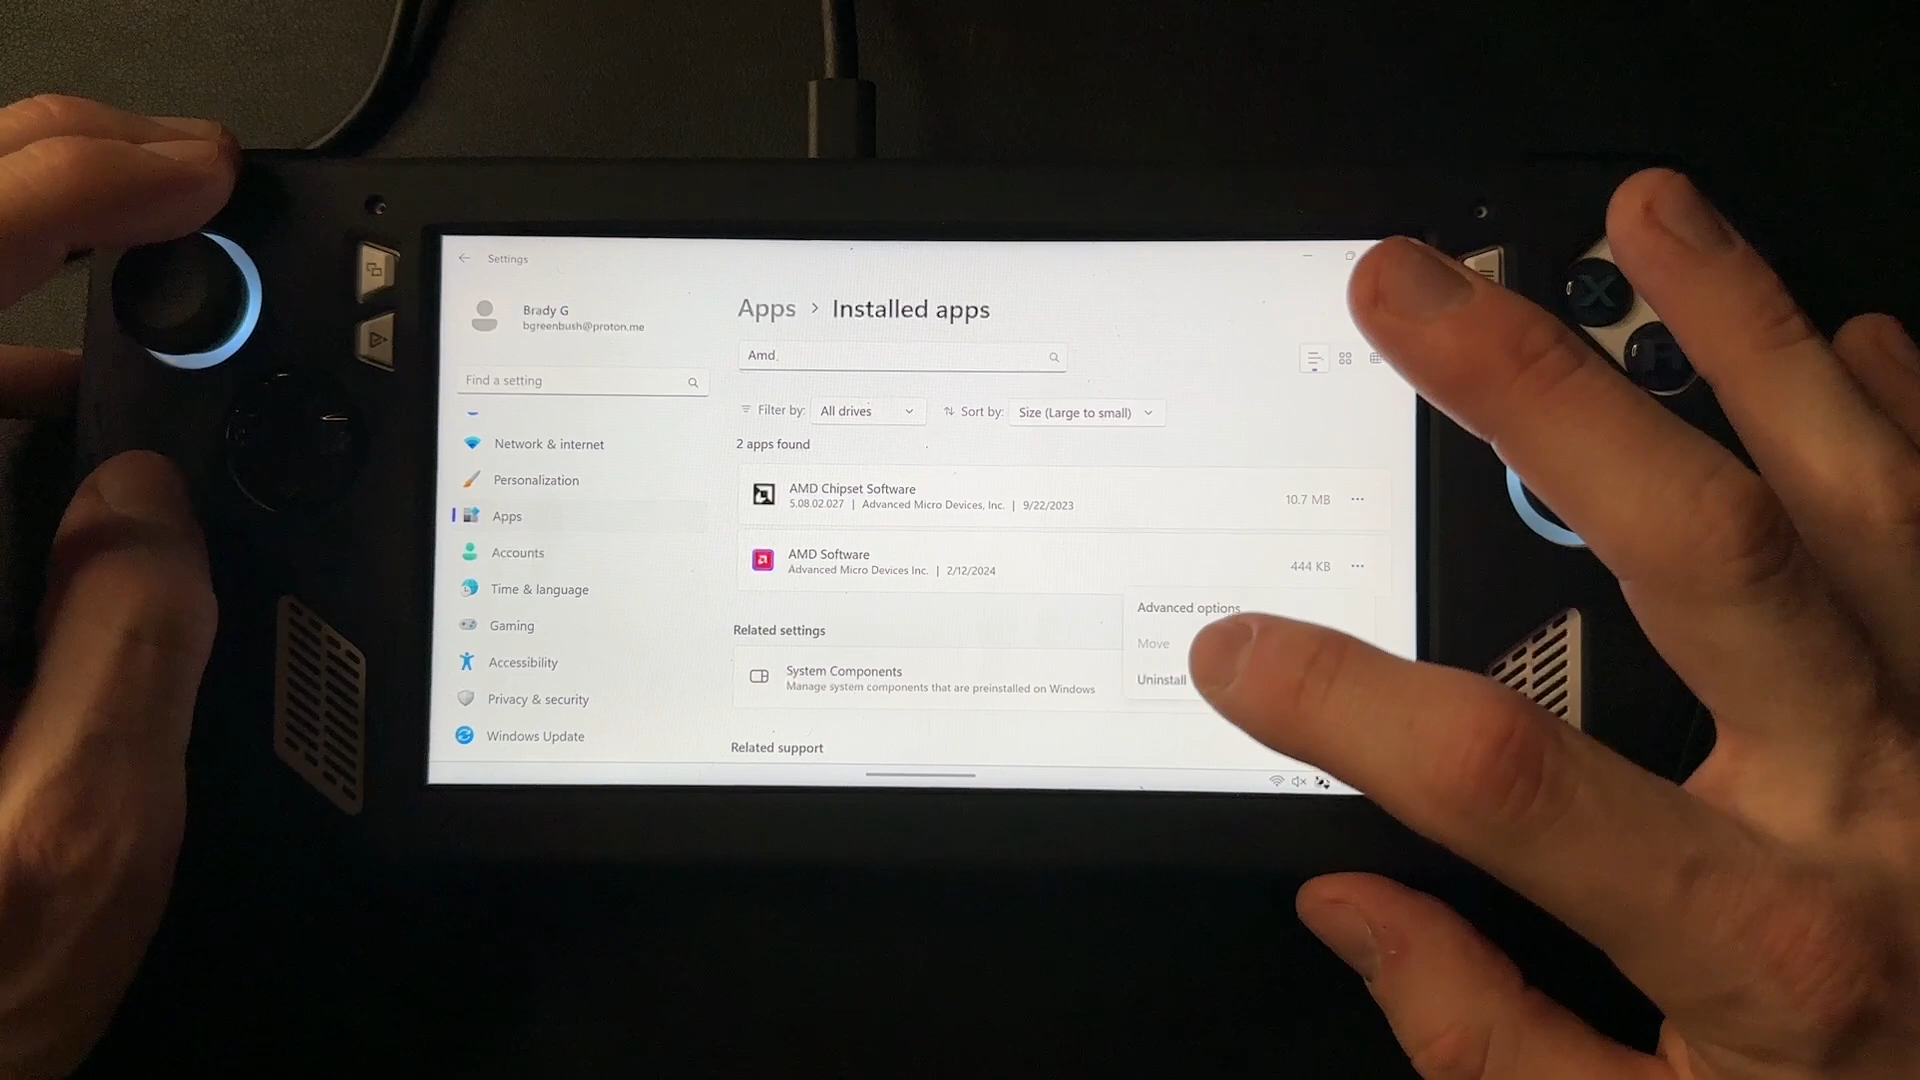 Settings
Brady G
bgreenbush@proton.me
Find a setting
Network & internet
Personalization
Apps
Accounts
Time & language
Gaming
Accessibility
Privacy & security
Windows Update
Apps > Installed apps
Amd
Filter by: All drives
Sort by: Size (Large to small)
2 apps found
AMD Chipset Software
5.08.02.027 | Advanced Micro Devices, Inc. | 9/22/2023
10.7 MB
AMD Software
Advanced Micro Devices Inc. | 2/12/2024
444 KB
Advanced options
Move
Uninstall
Related settings
System Components
Manage system components that are preinstalled on Windows
Related support
X